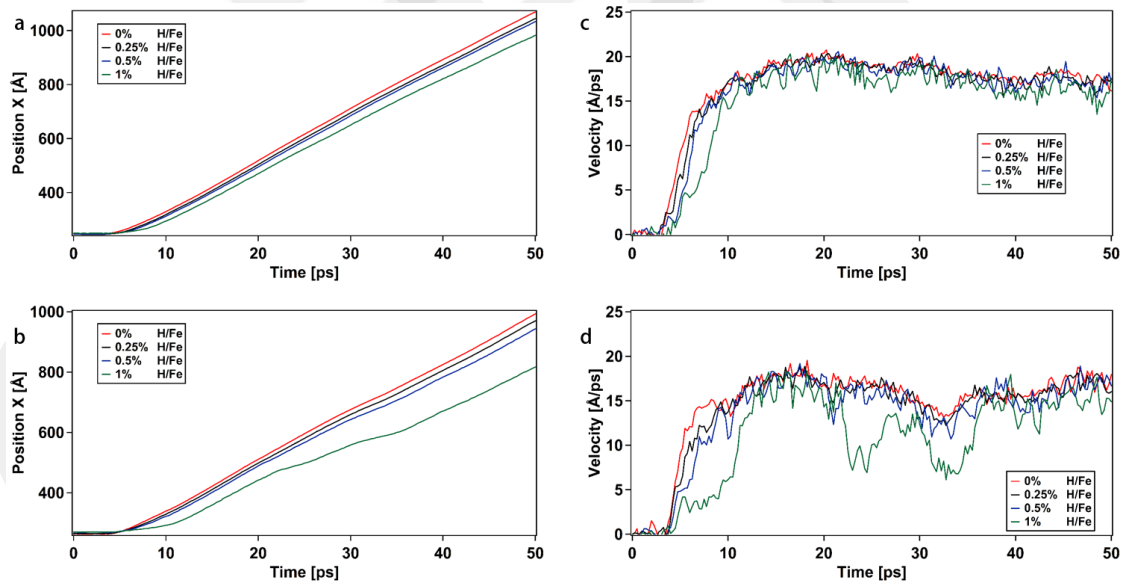 a
1000
800
600
400
Position X [Å]
0% H/Fe
0.25% H/Fe
0.5% H/Fe
1% H/Fe
0 10 20 30 40 50
Time [ps]
c
25
20
15
10
5
0
Velocity [Å/ps]
0% H/Fe
0.25% H/Fe
0.5% H/Fe
1% H/Fe
0 10 20 30 40 50
Time [ps]
b
1000
800
600
400
Position X [Å]
0% H/Fe
0.25% H/Fe
0.5% H/Fe
1% H/Fe
0 10 20 30 40 50
Time [ps]
d
25
20
15
10
5
0
Velocity [Å/ps]
0% H/Fe
0.25% H/Fe
0.5% H/Fe
1% H/Fe
0 10 20 30 40 50
Time [ps]